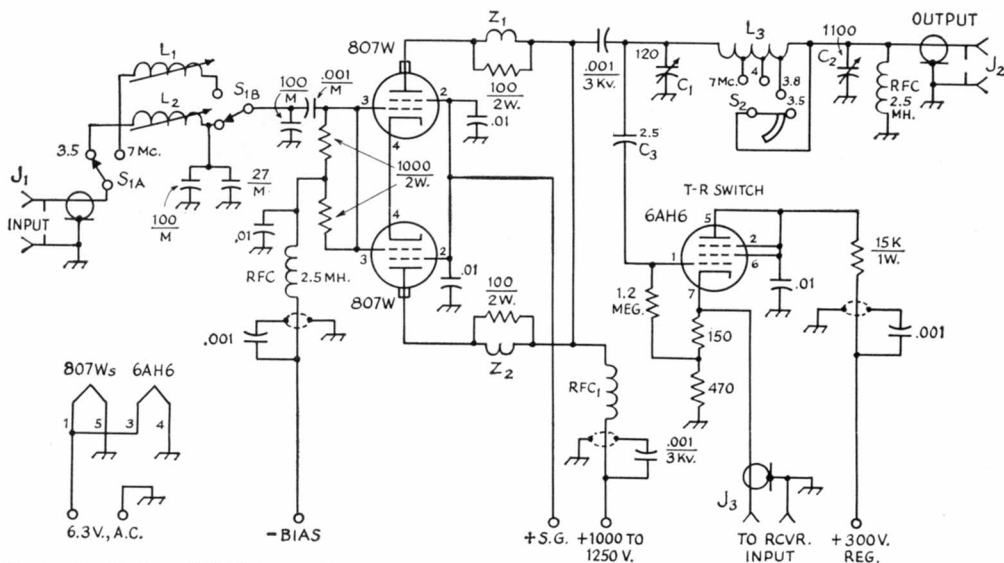 L1
L2
3.5
7 Mc.
S1A
S1B
J1
INPUT
100
M
27
M
100
M
.001
M
807W
3
2
4
.01
1000
2W.
4
3
2
807W
.01
.01
RFC
2.5 MH.
.001
-BIAS
807Ws
6AH6
1
5
3
4
6.3V., A.C.
Z1
100
2W.
100
2W.
Z2
.001
3Kv.
RFC1
.001
3Kv.
+S.G.
+1000 TO
1250 V.
120
C1
2.5
C3
L3
7Mc.
4
3.8
3.5
S2
1100
C2
RFC
2.5
MH.
OUTPUT
J2
T-R SWITCH
6AH6
5
1
2
6
7
1.2
MEG.
150
470
.01
15K
1W.
.001
J3
TO RCVR.
INPUT
+300V.
REG.